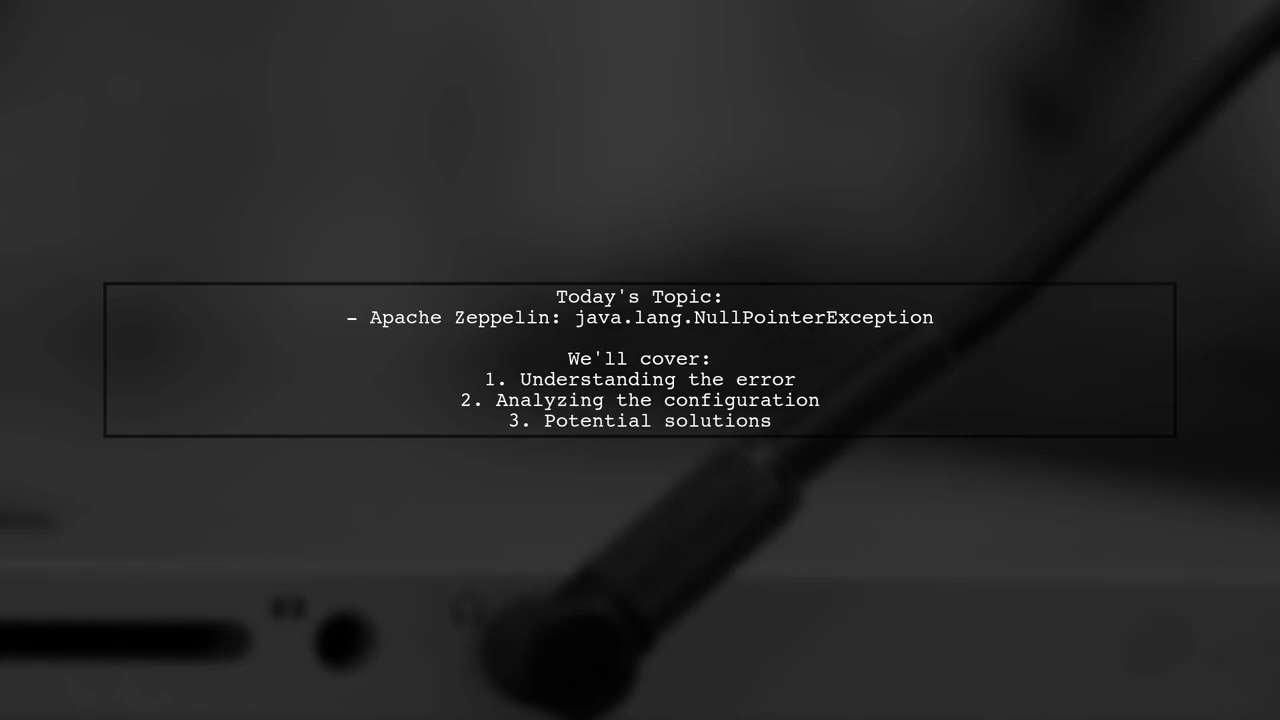 Today's Topic:
- Apache Zeppelin: java.lang.NullPointerException
We'll cover:
1. Understanding the error
2. Analyzing the configuration
3. Potential solutions